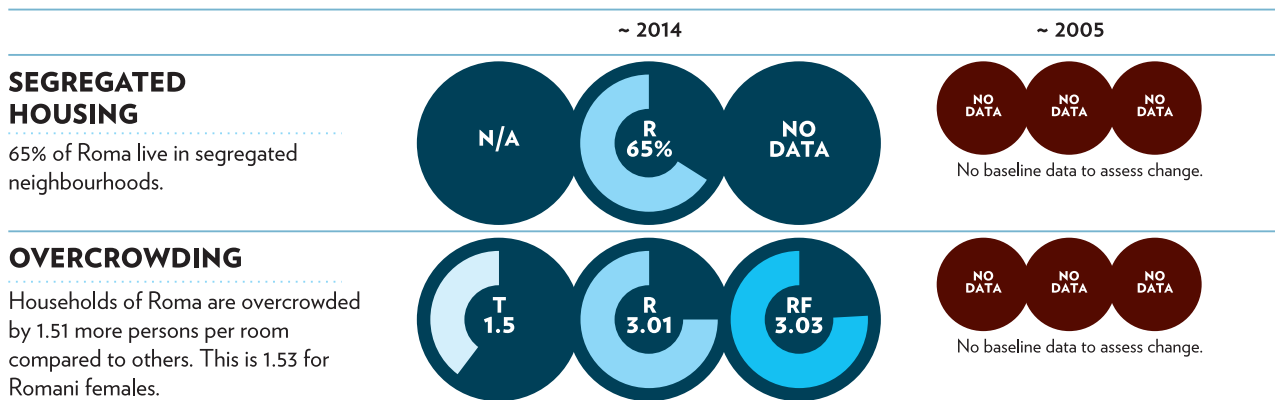 ~ 2014
~ 2005
SEGREGATED
HOUSING
65% of Roma live in segregated
neighbourhoods.
N/A
R
65%
NO
DATA
NO
DATA
NO
DATA
NO
DATA
No baseline data to assess change.
OVERCROWDING
Households of Roma are overcrowded
by 1.51 more persons per room
compared to others. This is 1.53 for
Romani females.
T
1.5
R
3.01
RF
3.03
NO
DATA
NO
DATA
NO
DATA
No baseline data to assess change.